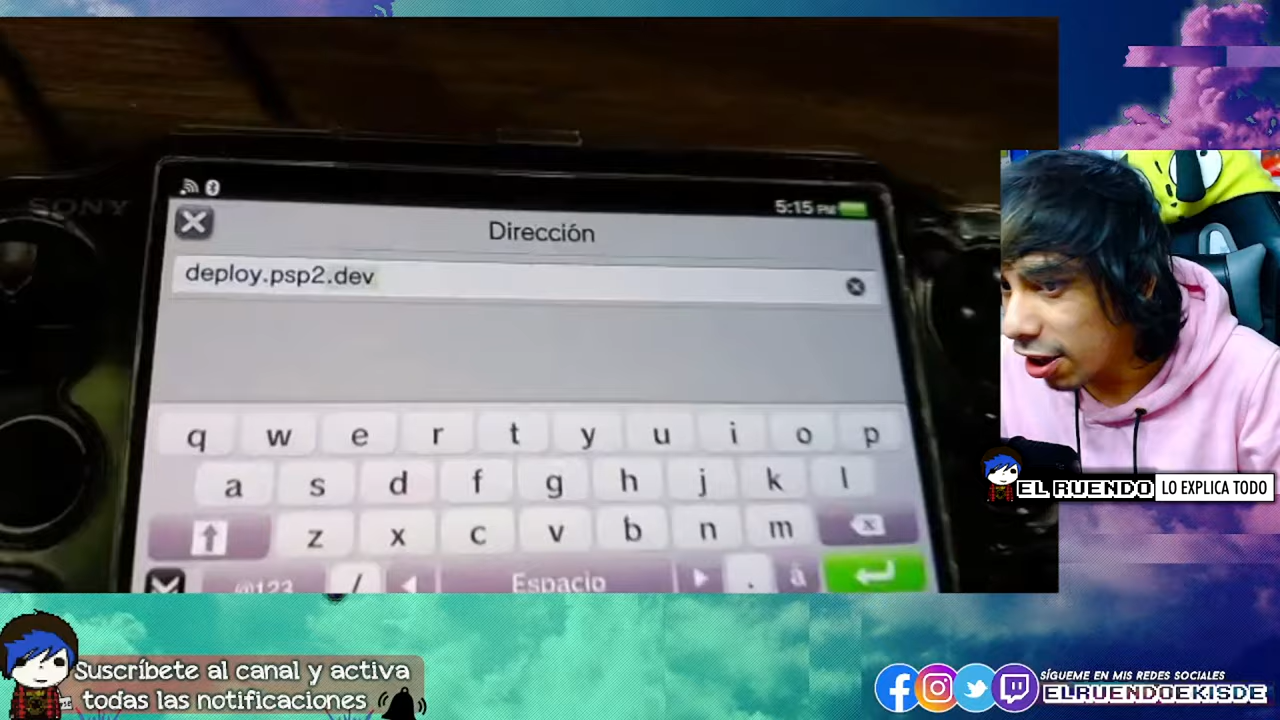 SONY
5:15 PM
Dirección
deploy.psp2.dev
q w e r t y u i o p
a s d f g h j k l
z x c v b n m
@123 / Espacio . á
EL RUENDO LO EXPLICA TODO
Suscríbete al canal y activa
todas las notificaciones
SÍGUEME EN MIS REDES SOCIALES
ELRUENDOEKISDE